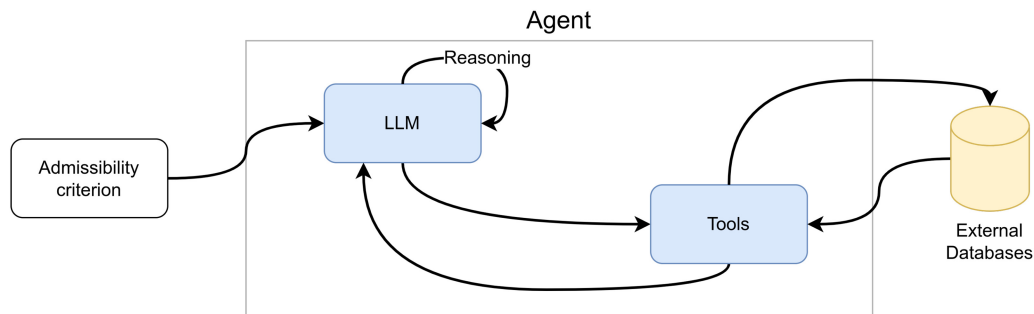 Agent
Reasoning
LLM
Admissibility
criterion
Tools
External
Databases